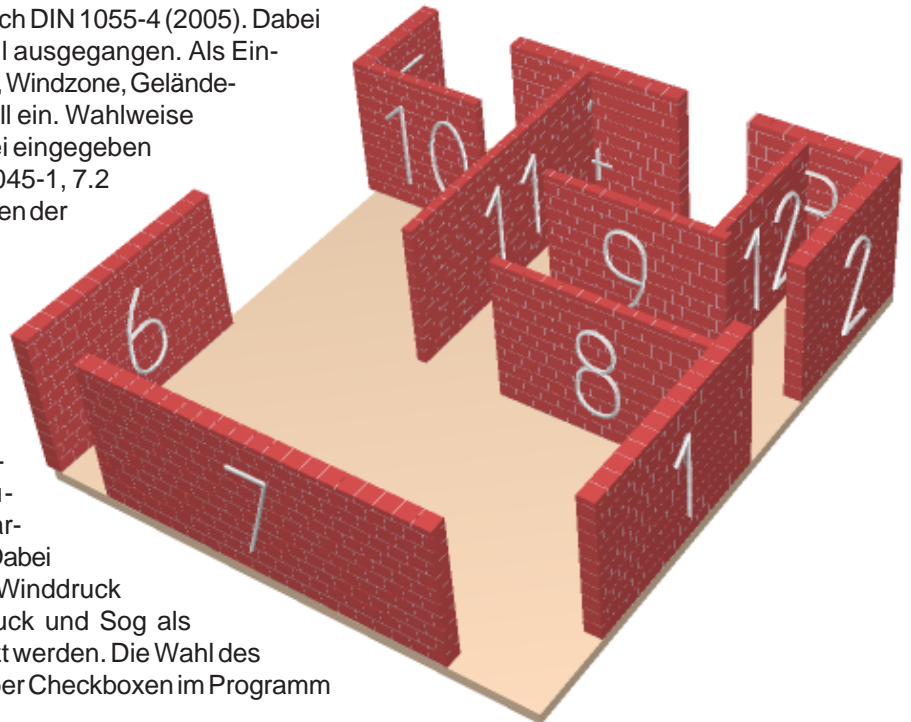 ch DIN 1055-4 (2005). Dabei
l ausgegangen. Als Ein-
, Windzone, Gelände-
ll ein. Wahlweise
ei eingegeben
045-1, 7.2
en der
-
u-
ar-
Dabei
Winddruck
uck und Sog als
zt werden. Die Wahl des
ber Checkboxen im Programm
10
11
12
9
2
6
8
7
1